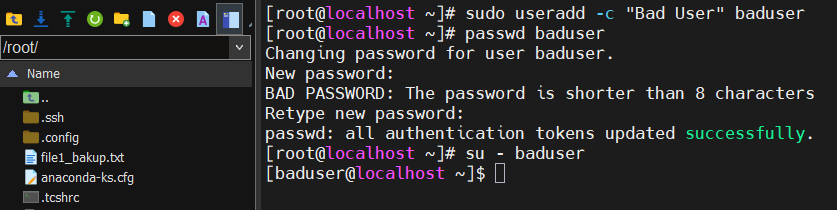 /root/
Name
..
.ssh
.config
file1_bakup.txt
anaconda-ks.cfg
.tcshrc
[root@localhost ~]# sudo useradd -c "Bad User" baduser
[root@localhost ~]# passwd baduser
Changing password for user baduser.
New password:
BAD PASSWORD: The password is shorter than 8 characters
Retype new password:
passwd: all authentication tokens updated successfully.
[root@localhost ~]# su - baduser
[baduser@localhost ~]$